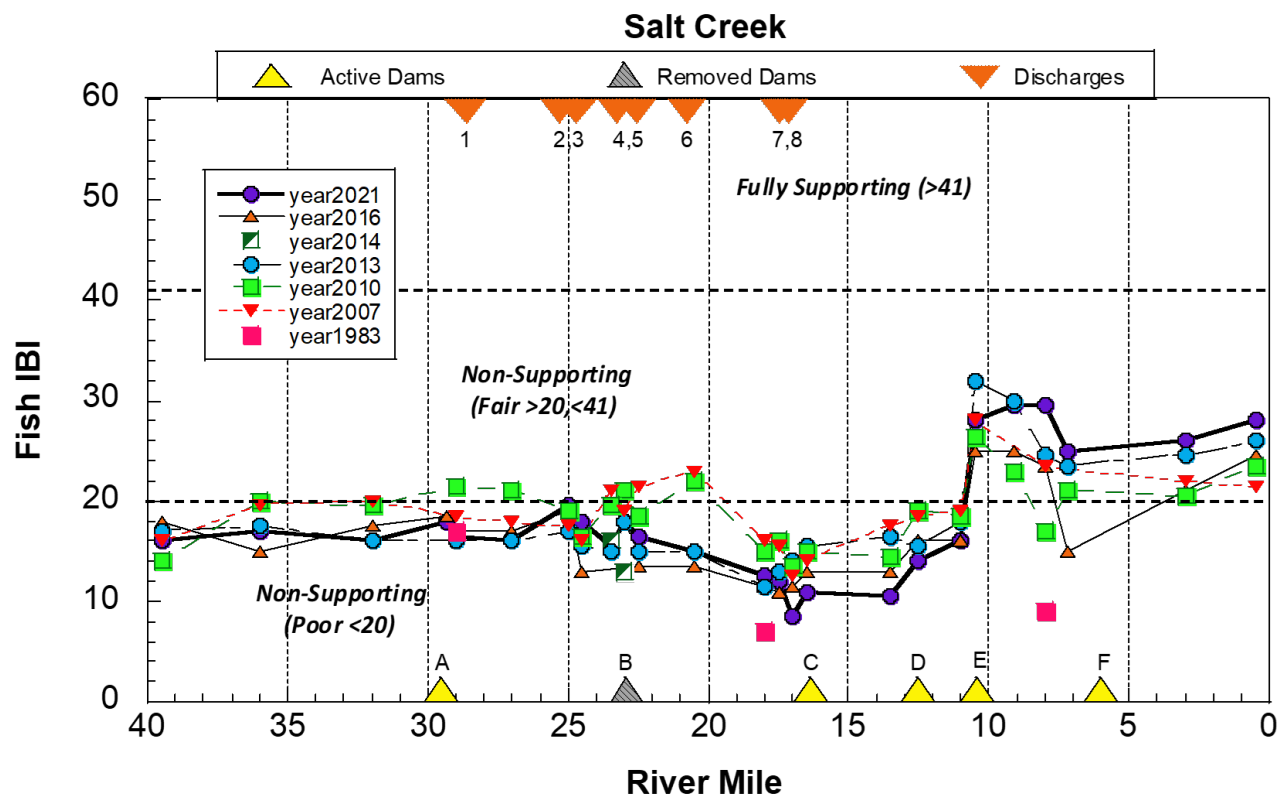 Salt Creek
Active Dams Removed Dams Discharges
60
1 2,3 4,5 6 7,8
Fully Supporting (>41)
year2021
year2016
year2014
year2013
year2010
year2007
year1983
50
40
Non-Supporting
(Fair >20,<41)
30
Fish IBI
20
Non-Supporting
(Poor <20)
10
A B C D E F
0
40 35 30 25 20 15 10 5 0
River Mile